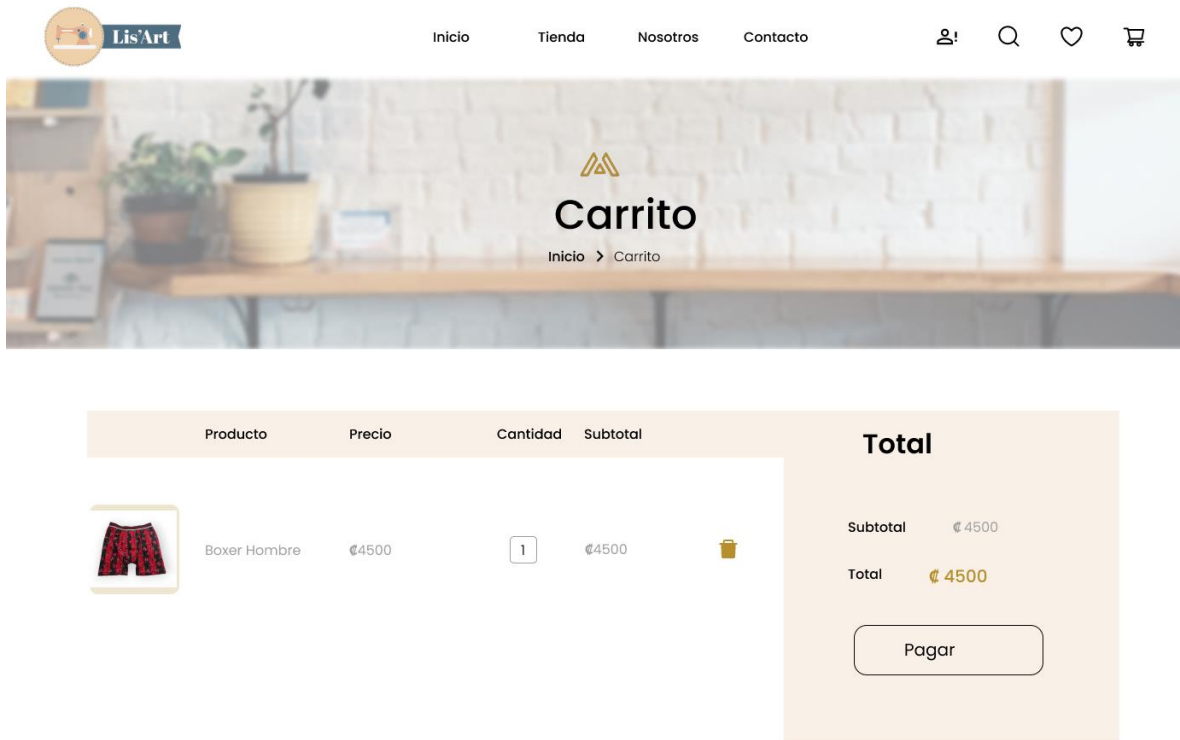 Lis'Art
Inicio Tienda Nosotros Contacto
Carrito
Inicio > Carrito
Producto Precio Cantidad Subtotal
Boxer Hombre ₡4500 1 ₡4500
Total
Subtotal ₡4500
Total ₡ 4500
Pagar